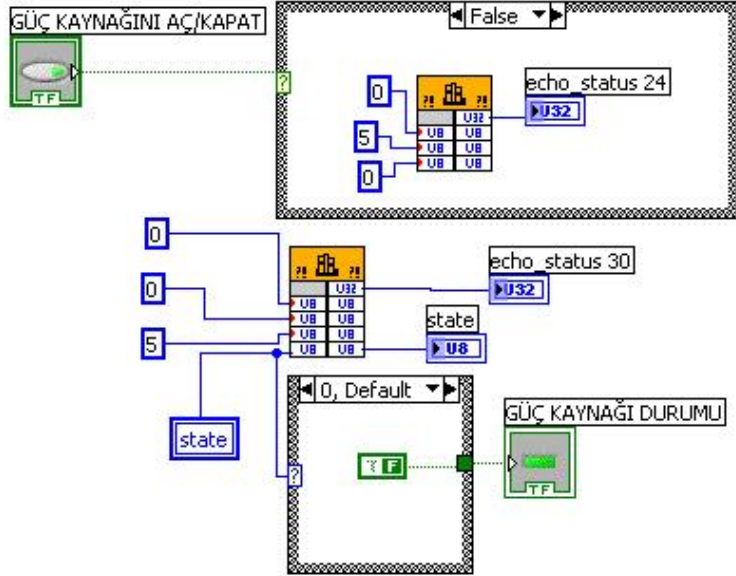 GÜÇ KAYNAĞINI AÇ/KAPAT
False
TF
?
?!
?!
echo_status 24
0
U32
U32
U8 U8
5
U8 U8
0
U8 U8
0
?!
?!
echo_status 30
U32
U32
0
U8 U8
U8 U8
state
5
U8 U8
U8 U8
U8
0, Default
GÜÇ KAYNAĞI DURUMU
state
?
F
TF